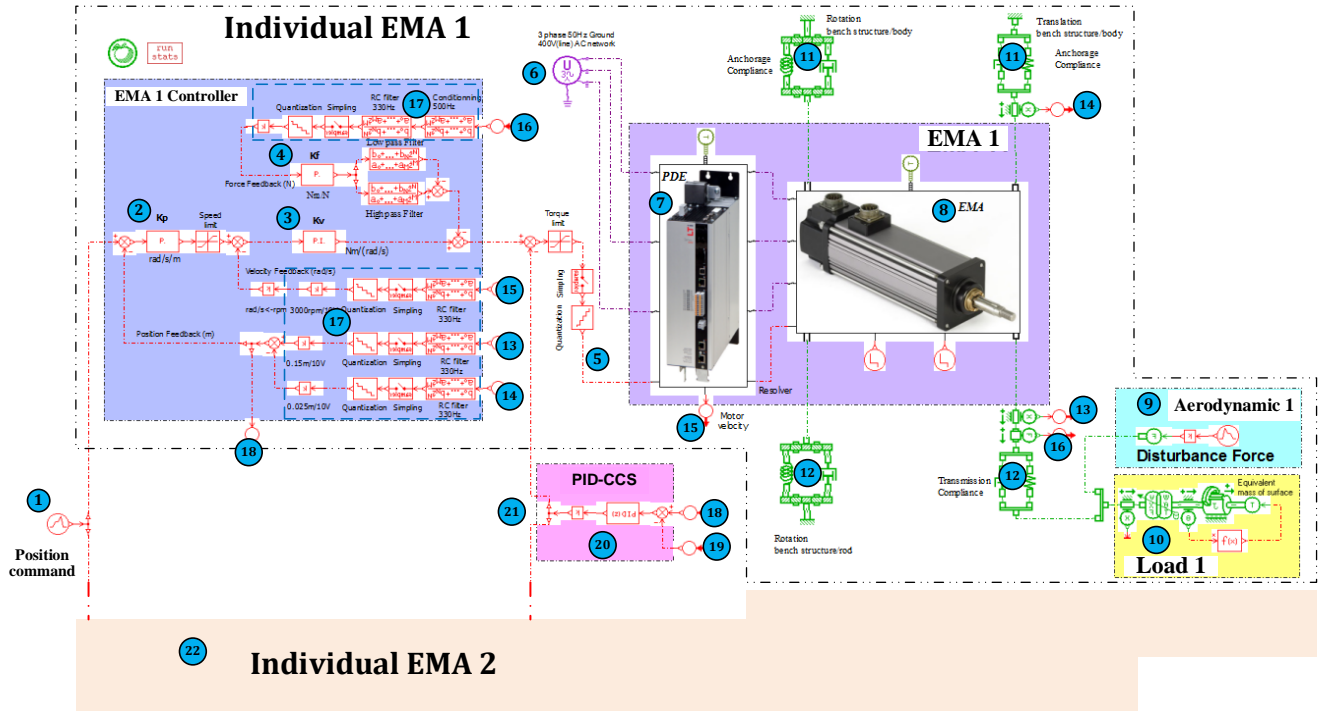 Individual EMA 1
run
stats
EMA 1 Controller
Quantization Simpling
RC filter
330Hz
17
Conditionning
500Hz
16
4
Kf
P.
Nm/N
Force Feedback (N)
Low pass Filter
High pass Filter
2
Kp
P.
rad/s/m
Speed
limit
3
Kv
P.I.
Nm/(rad/s)
Velocity Feedback (rad/s)
rad/s<-rpm
Quantization Simpling
RC filter
330Hz
15
17
Position Feedback (m)
0.15m/10V
Quantization Simpling
RC filter
330Hz
13
0.025m/10V
Quantization Simpling
RC filter
330Hz
14
18
Torque
limit
Simpling
Quantization
5
3 phase 50Hz Ground
400V(line) AC network
6
U
3
Rotation
bench structure/body
Anchorage
Compliance
11
Translation
bench structure/body
Anchorage
Compliance
11
14
EMA 1
PDE
7
8
EMA
Resolver
15
Motor
velocity
12
Rotation
bench structure/rod
13
16
Transmission
Compliance
12
9
Aerodynamic 1
Disturbance Force
Equivalent
mass of surface
10
f(x)
Load 1
1
Position
command
PID-CCS
21
PID(s)
20
18
19
22
Individual EMA 2